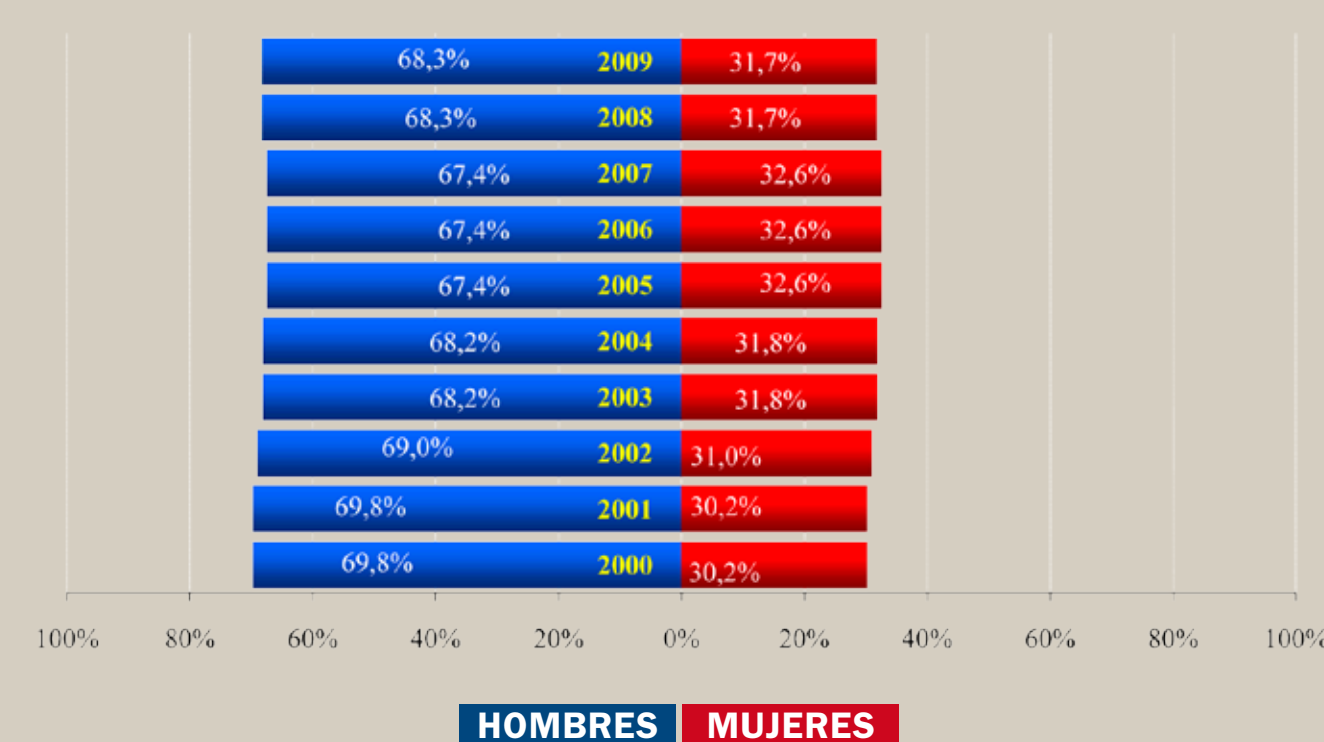 68,3% 2009 31,7%
68,3% 2008 31,7%
67,4% 2007 32,6%
67,4% 2006 32,6%
67,4% 2005 32,6%
68,2% 2004 31,8%
68,2% 2003 31,8%
69,0% 2002 31,0%
69,8% 2001 30,2%
69,8% 2000 30,2%
100% 80% 60% 40% 20% 0% 20% 40% 60% 80% 100%
HOMBRES MUJERES